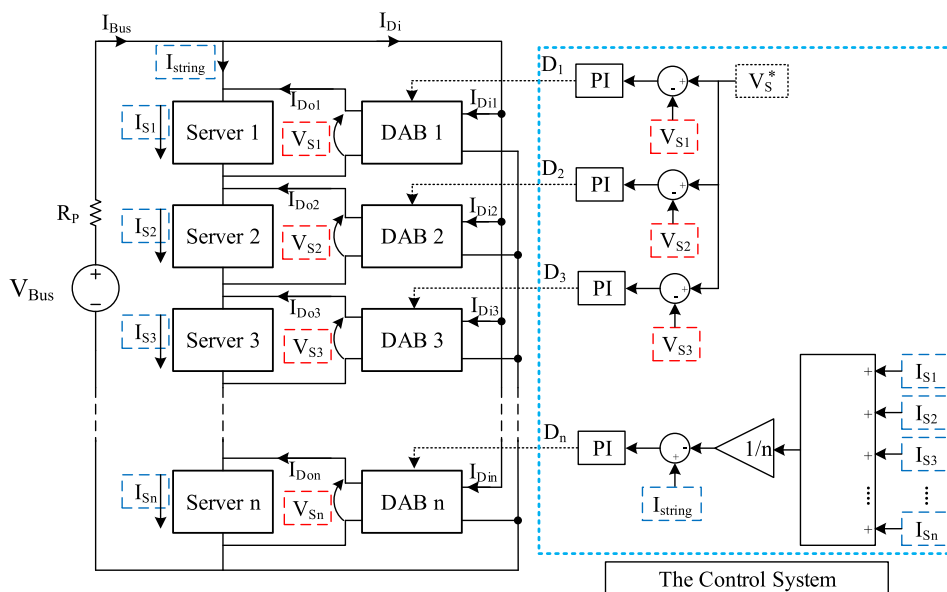 I_Bus
I_Di
I_string
I_S1
Server 1
I_Do1
V_S1
DAB 1
I_Di1
D_1
PI
-
+
V_S^*
V_S1
R_P
I_S2
Server 2
I_Do2
V_S2
DAB 2
I_Di2
D_2
PI
-
+
V_S2
V_Bus
+
−
I_S3
Server 3
I_Do3
V_S3
DAB 3
I_Di3
D_3
PI
-
+
V_S3
I_Sn
Server n
I_Don
V_Sn
DAB n
I_Din
D_n
PI
+
-
I_string
1/n
+
I_S1
+
I_S2
+
I_S3
+
I_Sn
The Control System